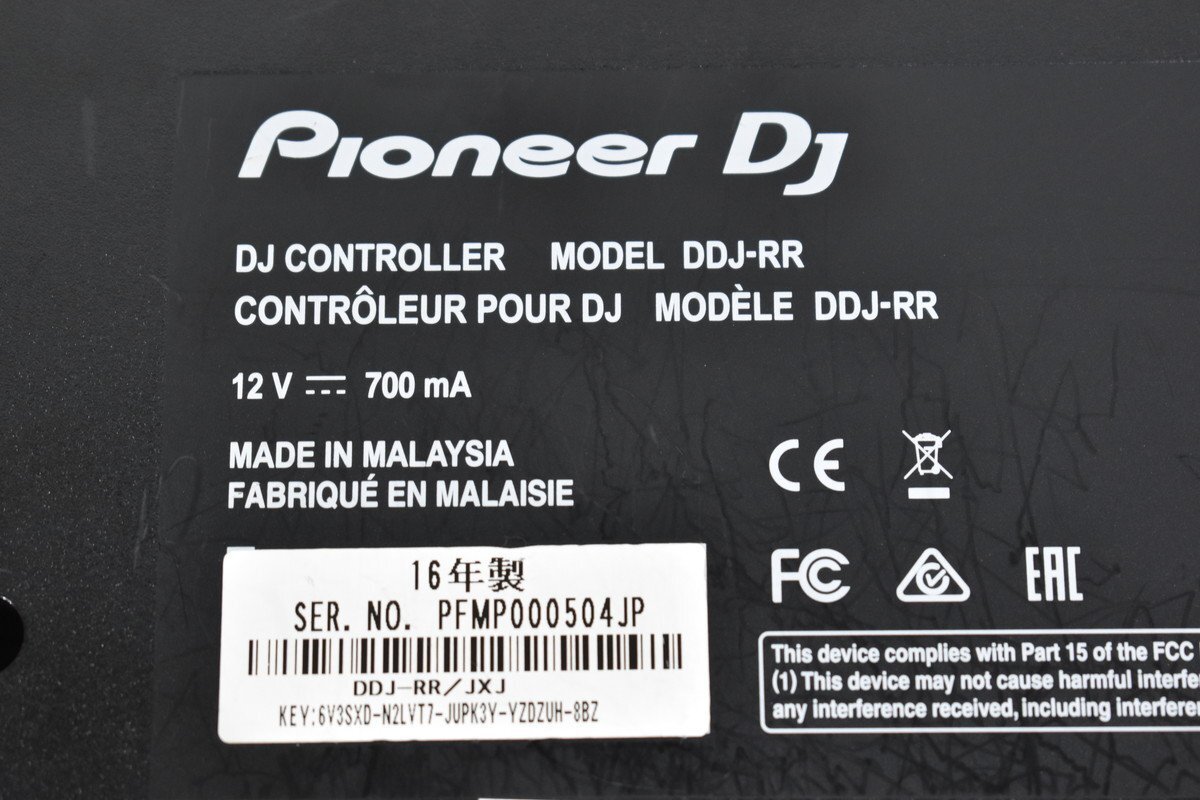 Pioneer Dj
DJ CONTROLLER MODEL DDJ-RR
CONTRÔLEUR POUR DJ MODÈLE DDJ-RR
12 V ⎓ 700 mA
MADE IN MALAYSIA
FABRIQUÉ EN MALAISIE
CE
FC
EAC
16年製
SER. NO. PFMP000504JP
DDJ-RR/JXJ
KEY:6V3SXD-N2LVT7-JUPK3Y-YZDZUH-8BZ
This device complies with Part 15 of the FCC
(1) This device may not cause harmful interfe
any interference received, including interfere